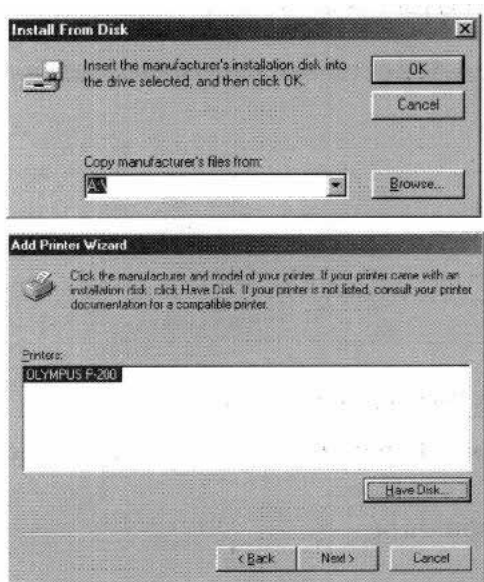 Install From Disk
Insert the manufacturer's installation disk into
the drive selected, and then click OK.
OK
Cancel
Copy manufacturer's files from:
A:\
Browse...
Add Printer Wizard
Click the manufacturer and model of your printer. If your printer came with an
installation disk, click Have Disk. If your printer is not listed, consult your printer
documentation for a compatible printer.
Printers:
OLYMPUS P-200
Have Disk...
< Back
Next >
Cancel